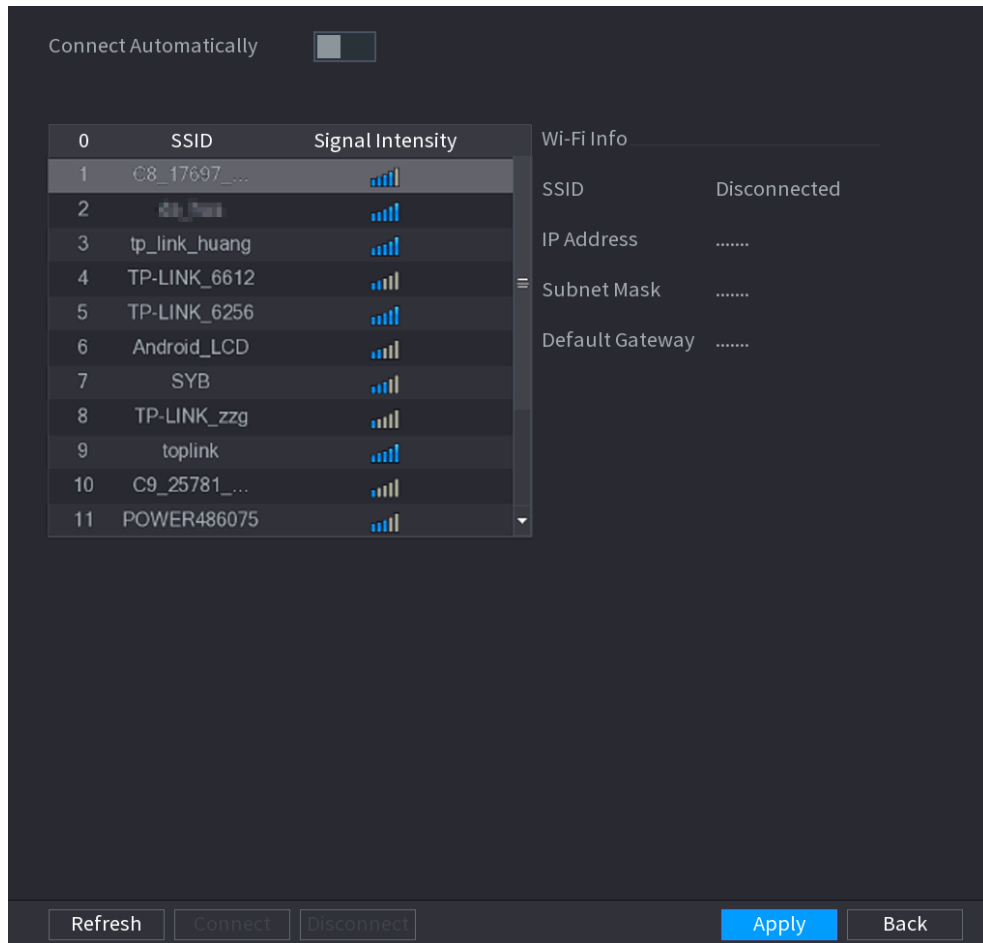 Connect Automatically
0 SSID Signal Intensity
1 C8_17697_...
2
3 tp_link_huang
4 TP-LINK_6612
5 TP-LINK_6256
6 Android_LCD
7 SYB
8 TP-LINK_zzg
9 toplink
10 C9_25781_...
11 POWER486075
Wi-Fi Info
SSID Disconnected
IP Address .......
Subnet Mask .......
Default Gateway .......
Refresh Connect Disconnect Apply Back